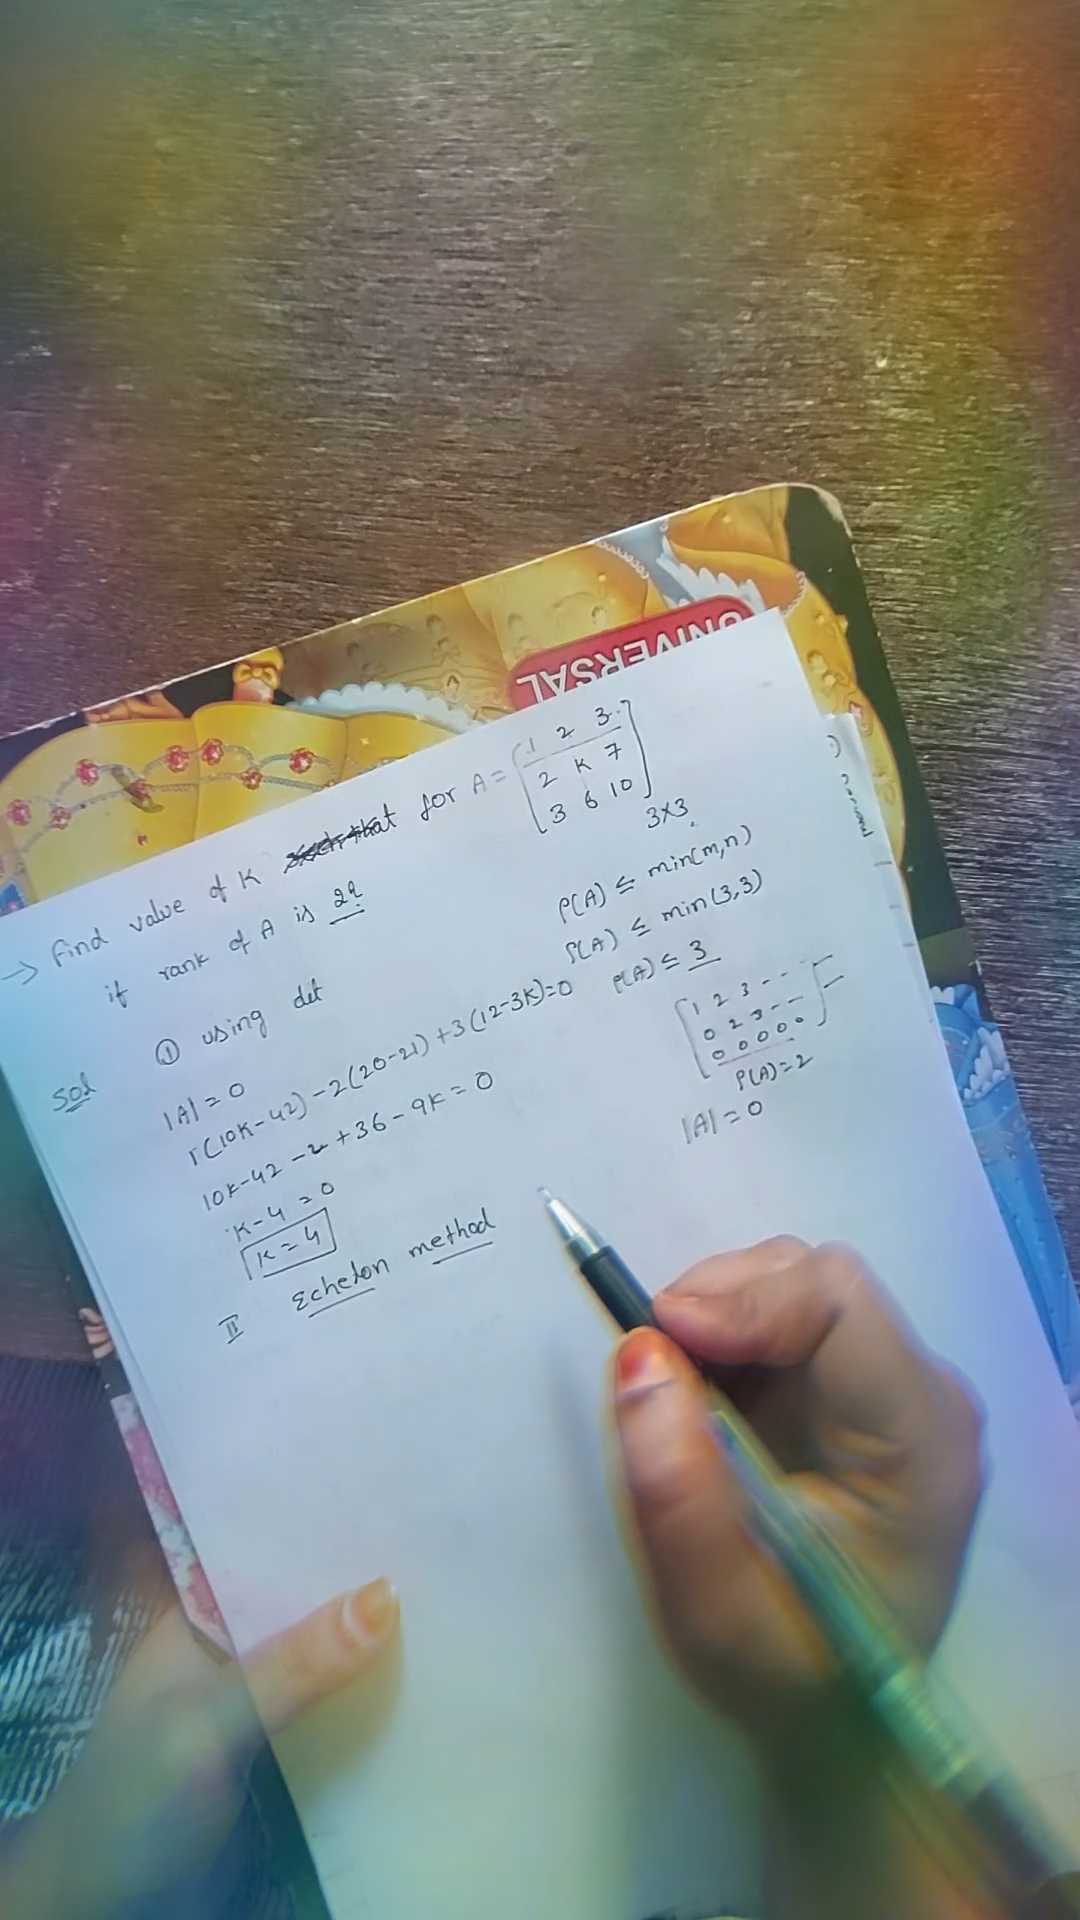 UNIVERSAL
→ Find value of K for A = [1 2 3
2 K 7
3 6 10]
3×3
if rank of A is 2?
ρ(A) ≤ min(m,n)
ρ(A) ≤ min(3,3)
ρ(A) ≤ 3
Sol ① using det
|A| = 0
1(10K-42) -2(20-21) +3(12-3K)=0
10K-42 -2 +36 -9K = 0
K-4 = 0
K=4
[1 2 3 - - -
0 2 3 - -
0 0 0 0 0]
ρ(A)=2
|A| = 0
II Echelon method